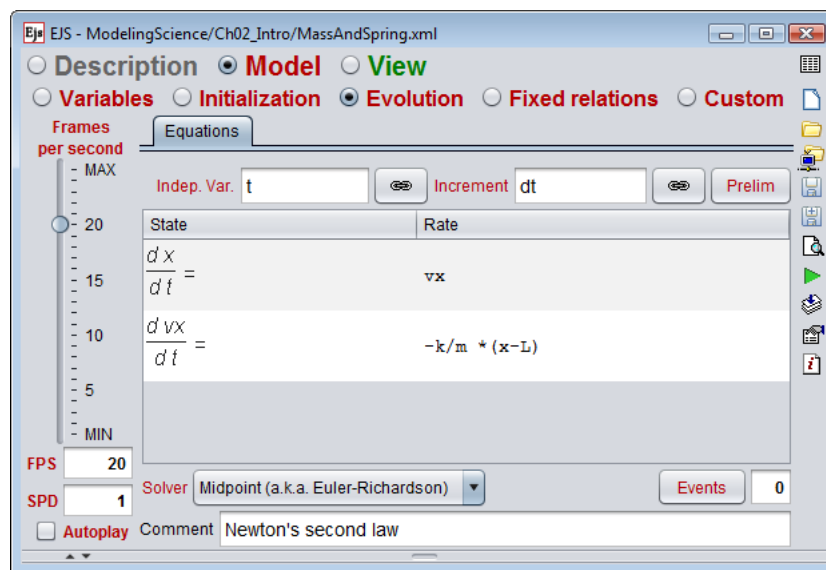 Ejs EJS - ModelingScience/Ch02_Intro/MassAndSpring.xml
Description Model View
Variables Initialization Evolution Fixed relations Custom
Frames
per second
MAX
20
15
10
5
MIN
FPS 20
SPD 1
Autoplay
Equations
Indep. Var. t Increment dt Prelim
State Rate
d x
d t
= vx
d vx
d t
= -k/m *(x-L)
Solver Midpoint (a.k.a. Euler-Richardson) Events 0
Comment Newton's second law